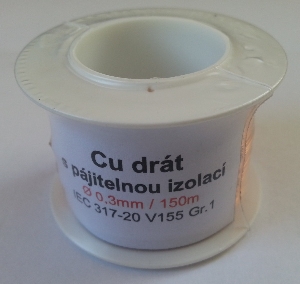 Cu drát
s pájitelnou izolací
Ø 0.3mm / 150m
IEC 317-20 V155 Gr.1